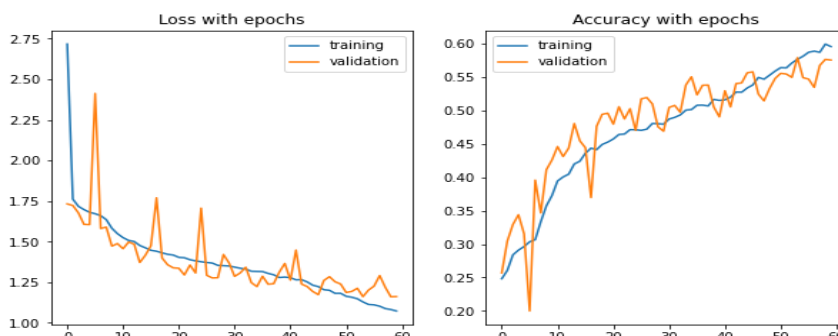 Loss with epochs
2.75
2.50
2.25
2.00
1.75
1.50
1.25
1.00
training
validation
0 10 20 30 40 50 60
Accuracy with epochs
0.60
0.55
0.50
0.45
0.40
0.35
0.30
0.25
0.20
training
validation
0 10 20 30 40 50 60